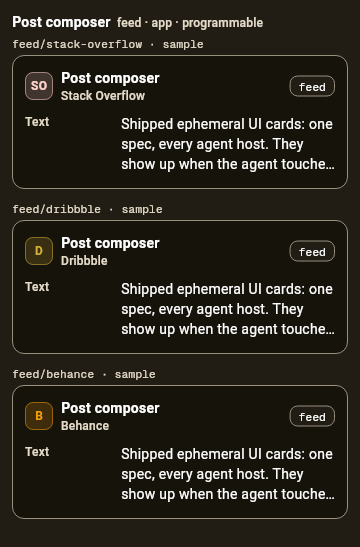 Post composer feed · app · programmable
feed/stack-overflow · sample
SO
Post composer
Stack Overflow
feed
Text
Shipped ephemeral UI cards: one
spec, every agent host. They
show up when the agent touche…
feed/dribbble · sample
D
Post composer
Dribbble
feed
Text
Shipped ephemeral UI cards: one
spec, every agent host. They
show up when the agent touche…
feed/behance · sample
B
Post composer
Behance
feed
Text
Shipped ephemeral UI cards: one
spec, every agent host. They
show up when the agent touche…